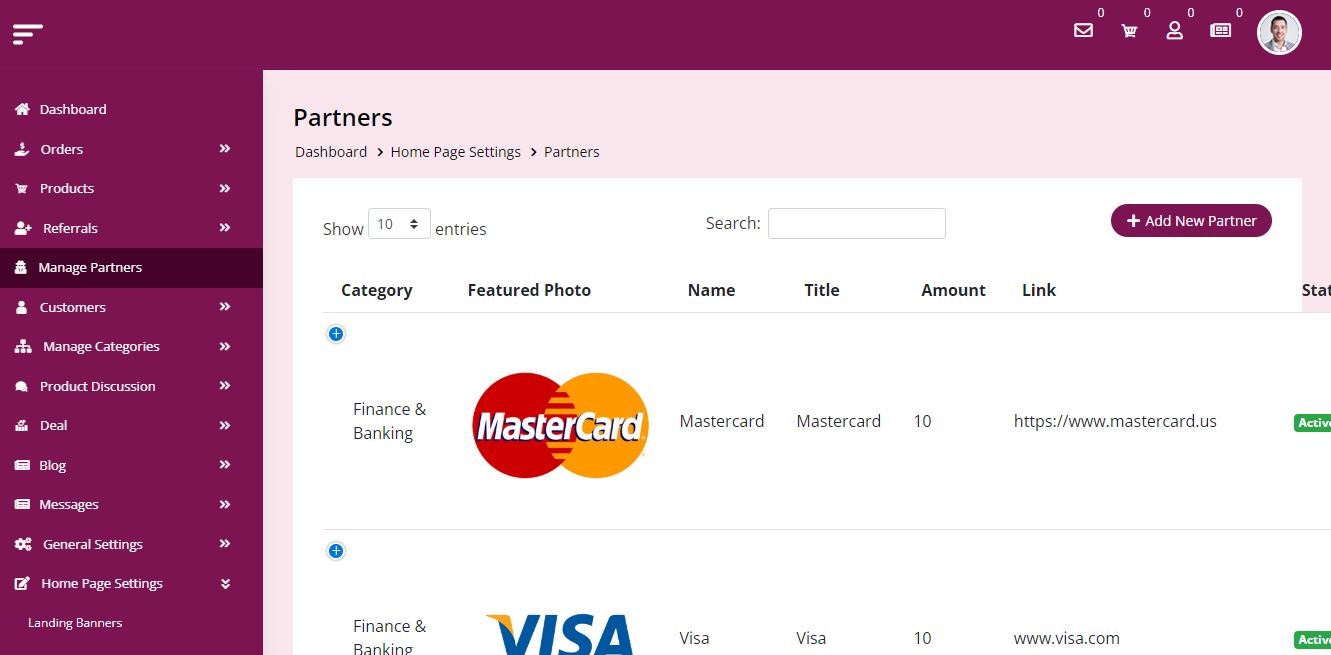 0 0 0 0
Dashboard
Orders
Products
Referrals
Manage Partners
Customers
Manage Categories
Product Discussion
Deal
Blog
Messages
General Settings
Home Page Settings
Landing Banners
Partners
Dashboard > Home Page Settings > Partners
Show 10 entries
Search:
Add New Partner
Category Featured Photo Name Title Amount Link Stat
Finance &
Banking
MasterCard
Mastercard Mastercard 10 https://www.mastercard.us Active
Finance &
Banking
VISA
Visa Visa 10 www.visa.com Active